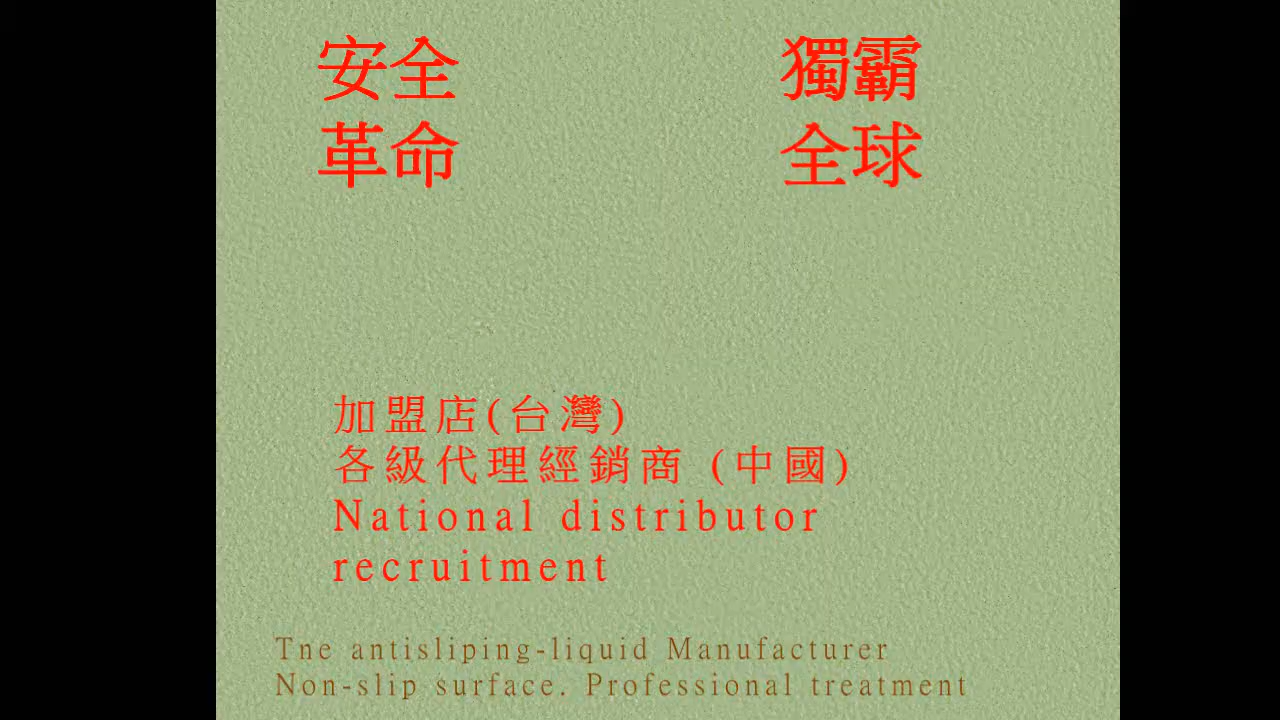 安全
革命
獨霸
全球
加盟店(台灣)
各級代理經銷商 (中國)
National distributor
recruitment
Tne antisliping-liquid Manufacturer
Non-slip surface. Professional treatment